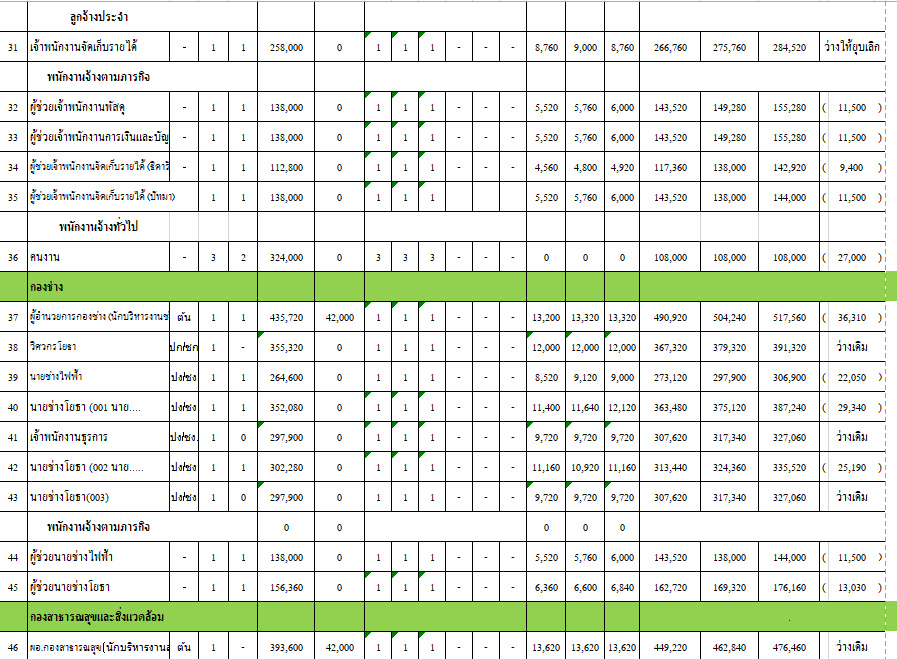 ลูกจ้างประจำ
31 เจ้าพนักงานจัดเก็บรายได้ - 1 1 258,000 0 1 1 1 - - - 8,760 9,000 8,760 266,760 275,760 284,520 ว่างให้ยุบเลิก
พนักงานจ้างตามภารกิจ
32 ผู้ช่วยเจ้าพนักงานพัสดุ - 1 1 138,000 0 1 1 1 - - - 5,520 5,760 6,000 143,520 149,280 155,280 ( 11,500 )
33 ผู้ช่วยเจ้าพนักงานการเงินและบัญ - 1 1 138,000 0 1 1 1 - - - 5,520 5,760 6,000 143,520 149,280 155,280 ( 11,500 )
34 ผู้ช่วยเจ้าพนักงานจัดเก็บรายได้ (ธิดารั - 1 1 112,800 0 1 1 1 - - - 4,560 4,800 4,920 117,360 138,000 142,920 ( 9,400 )
35 ผู้ช่วยเจ้าพนักงานจัดเก็บรายได้ (ปัทมา) 1 1 138,000 0 1 1 1 5,520 5,760 6,000 143,520 138,000 144,000 ( 11,500 )
พนักงานจ้างทั่วไป
36 คนงาน - 3 2 324,000 0 3 3 3 - - - 0 0 0 108,000 108,000 108,000 ( 27,000 )
กองช่าง
37 ผู้อำนวยการกองช่าง (นักบริหารงานช่ ต้น 1 1 435,720 42,000 1 1 1 - - - 13,200 13,320 13,320 490,920 504,240 517,560 ( 36,310 )
38 วิศวกรโยธา ปก/ชก 1 - 355,320 0 1 1 1 - - - 12,000 12,000 12,000 367,320 379,320 391,320 ว่างเดิม
39 นายช่างไฟฟ้า ปง/ชง 1 1 264,600 0 1 1 1 - - - 8,520 9,120 9,000 273,120 297,900 306,900 ( 22,050 )
40 นายช่างโยธา (001 นาย.... ปง/ชง 1 1 352,080 0 1 1 1 - - - 11,400 11,640 12,120 363,480 375,120 387,240 ( 29,340 )
41 เจ้าพนักงานธุรการ ปง/ชง. 1 0 297,900 0 1 1 1 - - - 9,720 9,720 9,720 307,620 317,340 327,060 ว่างเดิม
42 นายช่างโยธา (002 นาย..... ปง/ชง 1 1 302,280 0 1 1 1 - - - 11,160 10,920 11,160 313,440 324,360 335,520 ( 25,190 )
43 นายช่างโยธา(003) ปง/ชง 1 0 297,900 0 1 1 1 - - - 9,720 9,720 9,720 307,620 317,340 327,060 ว่างเดิม
พนักงานจ้างตามภารกิจ 0 0 0 0 0
44 ผู้ช่วยนายช่างไฟฟ้า - 1 1 138,000 0 1 1 1 - - - 5,520 5,760 6,000 143,520 138,000 144,000 ( 11,500 )
45 ผู้ช่วยนายช่างโยธา - 1 1 156,360 0 1 1 1 - - - 6,360 6,600 6,840 162,720 169,320 176,160 ( 13,030 )
กองสาธารณสุขและสิ่งแวดล้อม
46 ผอ.กองสาธารณสุข(นักบริหารงานส ต้น 1 - 393,600 42,000 1 1 1 - - - 13,620 13,620 13,620 449,220 462,840 476,460 ว่างเดิม